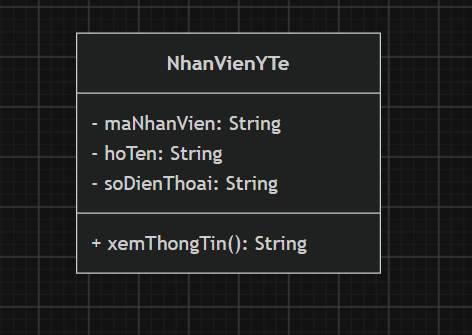 NhanVienYTe
- maNhanVien: String
- hoTen: String
- soDienThoai: String
+ xemThongTin(): String